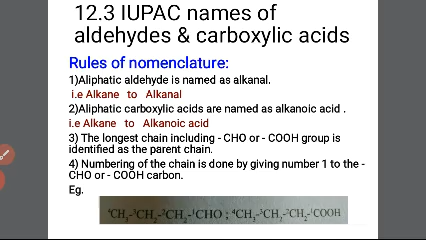 12.3 IUPAC names of
aldehydes & carboxylic acids
Rules of nomenclature:
1)Aliphatic aldehyde is named as alkanal.
i.e Alkane to Alkanal
2)Aliphatic carboxylic acids are named as alkanoic acid .
i.e Alkane to Alkanoic acid
3) The longest chain including - CHO or - COOH group is
identified as the parent chain.
4) Numbering of the chain is done by giving number 1 to the -
CHO or - COOH carbon.
Eg.
⁴CH₃-³CH₂-²CH₂-¹CHO ; ⁴CH₃-³CH₂-²CH₂-¹COOH